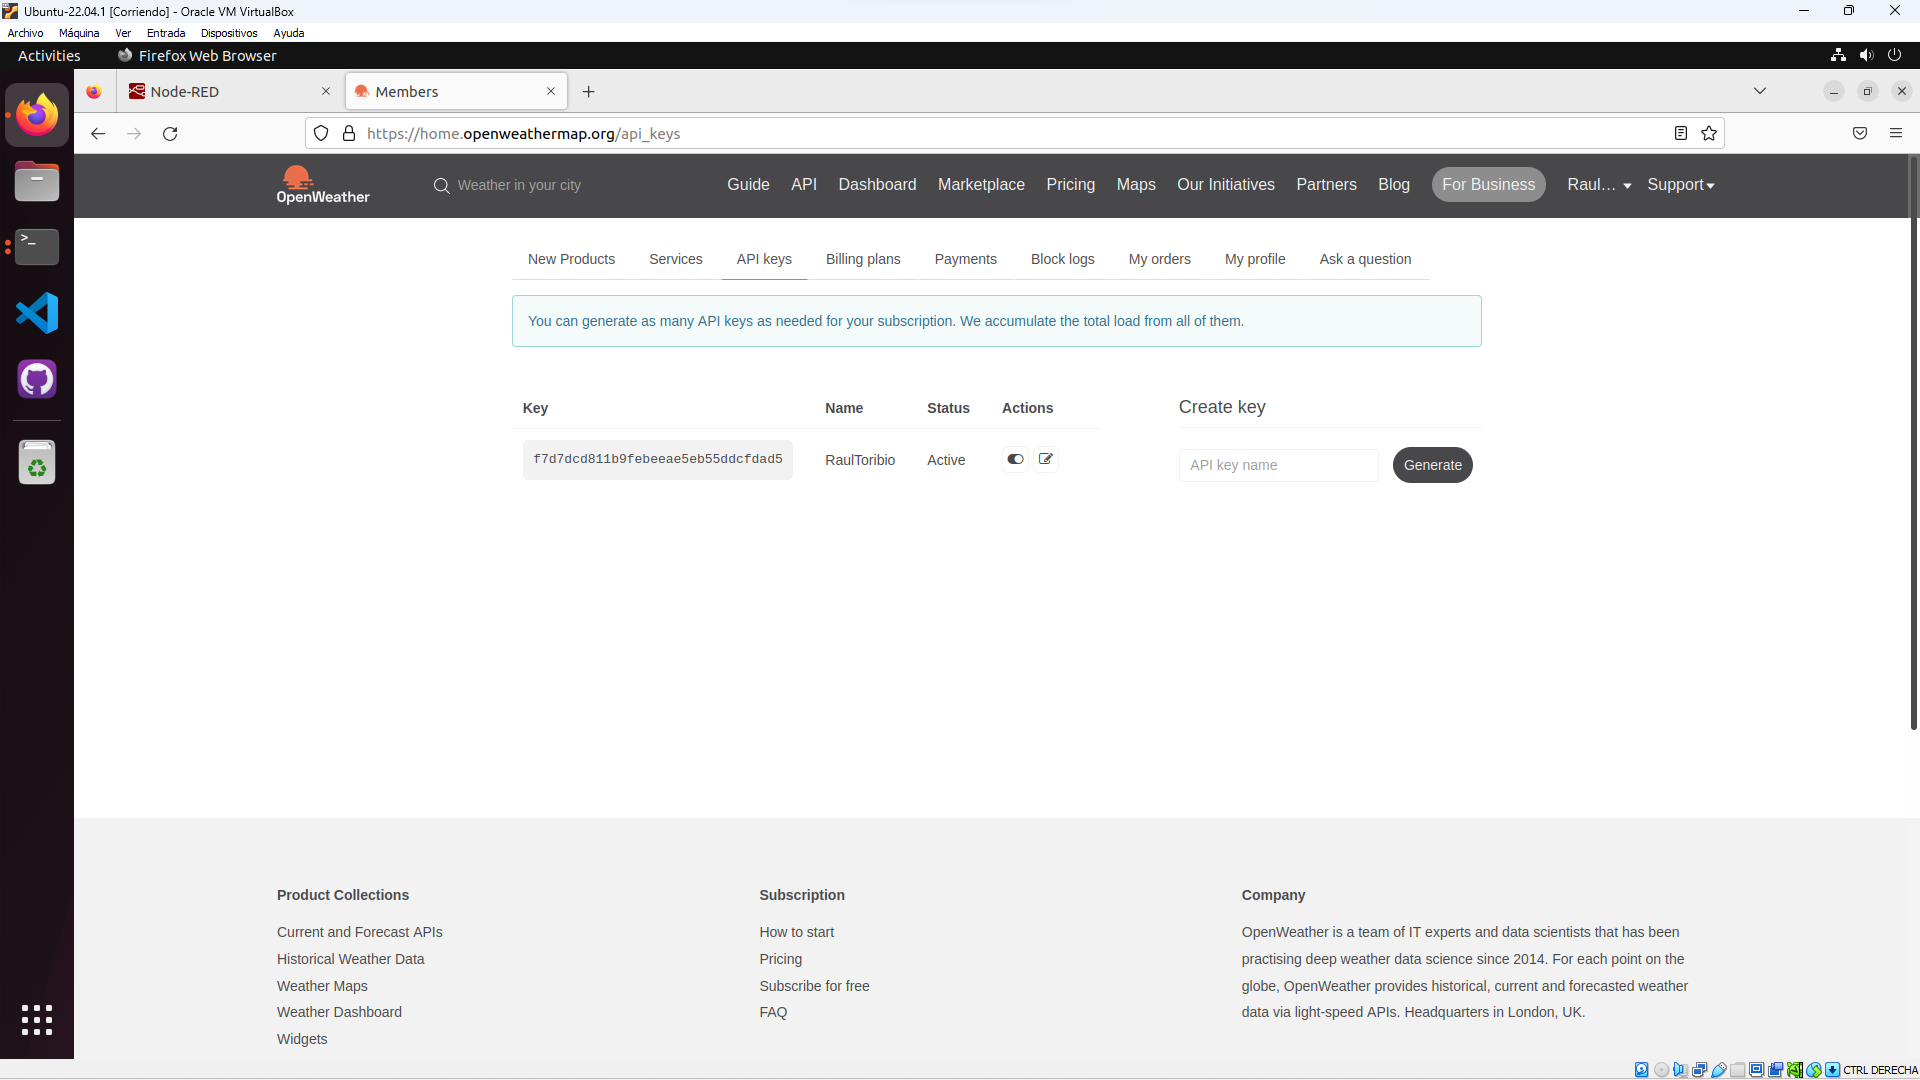 Ubuntu-22.04.1 [Corriendo] - Oracle VM VirtualBox
Archivo Máquina Ver Entrada Dispositivos Ayuda
Activities Firefox Web Browser
Node-RED
Members
https://home.openweathermap.org/api_keys
OpenWeather
Weather in your city
Guide API Dashboard Marketplace Pricing Maps Our Initiatives Partners Blog For Business Raul... Support
New Products Services API keys Billing plans Payments Block logs My orders My profile Ask a question
You can generate as many API keys as needed for your subscription. We accumulate the total load from all of them.
Key Name Status Actions
f7d7dcd811b9febeeae5eb55ddcfdad5 RaulToribio Active
Create key
API key name Generate
Product Collections
Current and Forecast APIs
Historical Weather Data
Weather Maps
Weather Dashboard
Widgets
Subscription
How to start
Pricing
Subscribe for free
FAQ
Company
OpenWeather is a team of IT experts and data scientists that has been
practising deep weather data science since 2014. For each point on the
globe, OpenWeather provides historical, current and forecasted weather
data via light-speed APIs. Headquarters in London, UK.
CTRL DERECHA